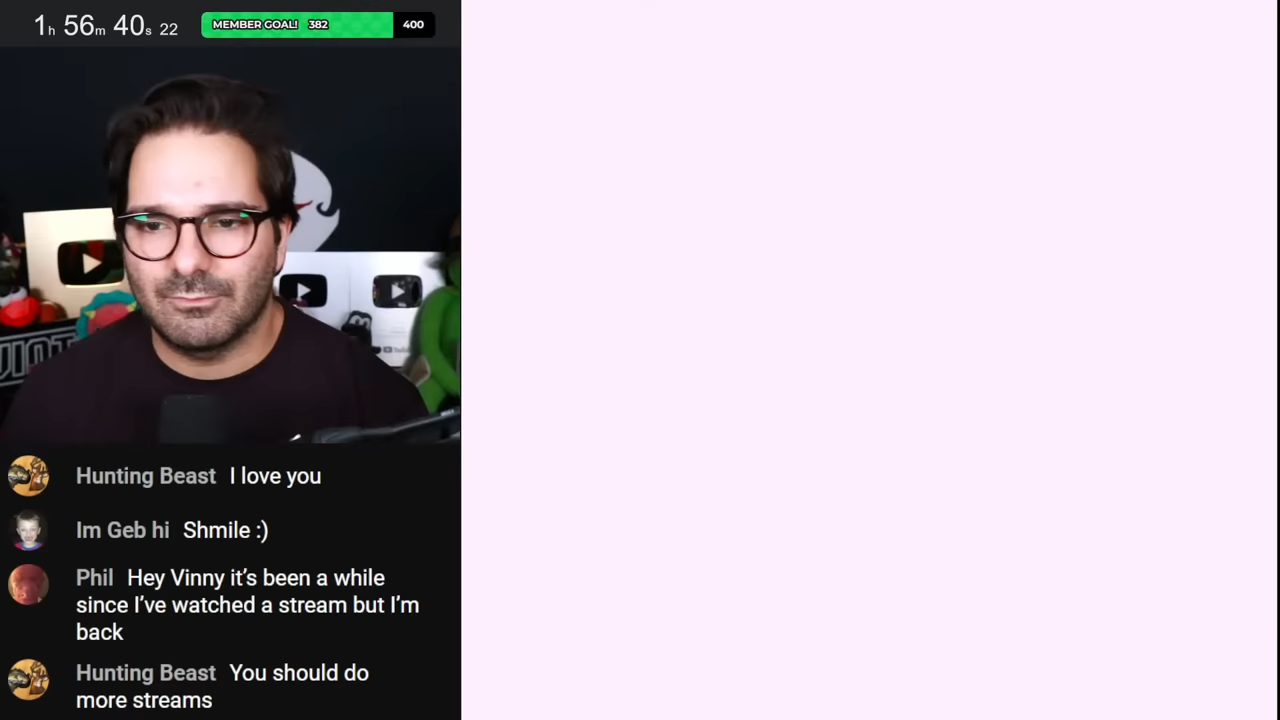 1h 56m 40s 22
MEMBER GOAL! 382 400
Hunting Beast I love you
Im Geb hi Shmile :)
Phil Hey Vinny it's been a while
since I've watched a stream but I'm
back
Hunting Beast You should do
more streams